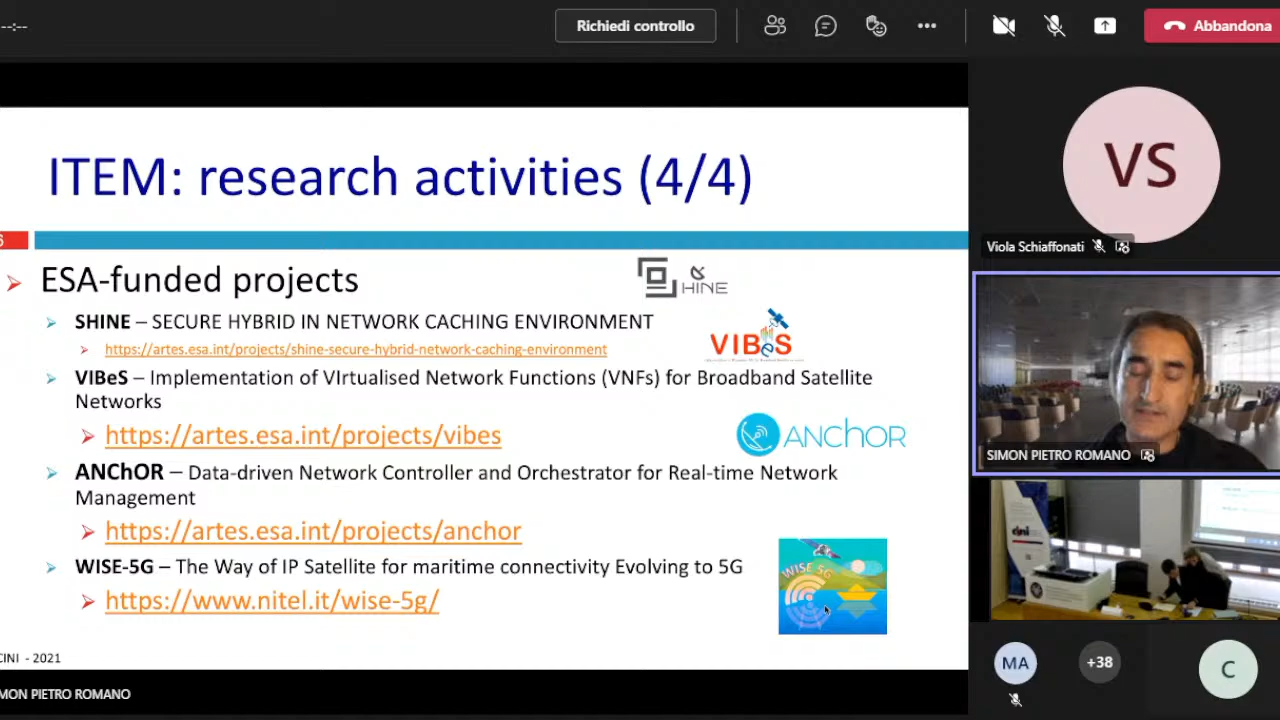 --:--
Richiedi controllo
Abbandona
ITEM: research activities (4/4)
ESA-funded projects
HINE
SHINE – SECURE HYBRID IN NETWORK CACHING ENVIRONMENT
https://artes.esa.int/projects/shine-secure-hybrid-network-caching-environment
VIBeS
VIBeS – Implementation of VIrtualised Network Functions (VNFs) for Broadband Satellite
Networks
https://artes.esa.int/projects/vibes
ANChOR
ANChOR – Data-driven Network Controller and Orchestrator for Real-time Network
Management
https://artes.esa.int/projects/anchor
WISE-5G – The Way of IP Satellite for maritime connectivity Evolving to 5G
https://www.nitel.it/wise-5g/
WISE 5G
CINI - 2021
MON PIETRO ROMANO
VS
Viola Schiaffonati
SIMON PIETRO ROMANO
cini
MA
+38
C